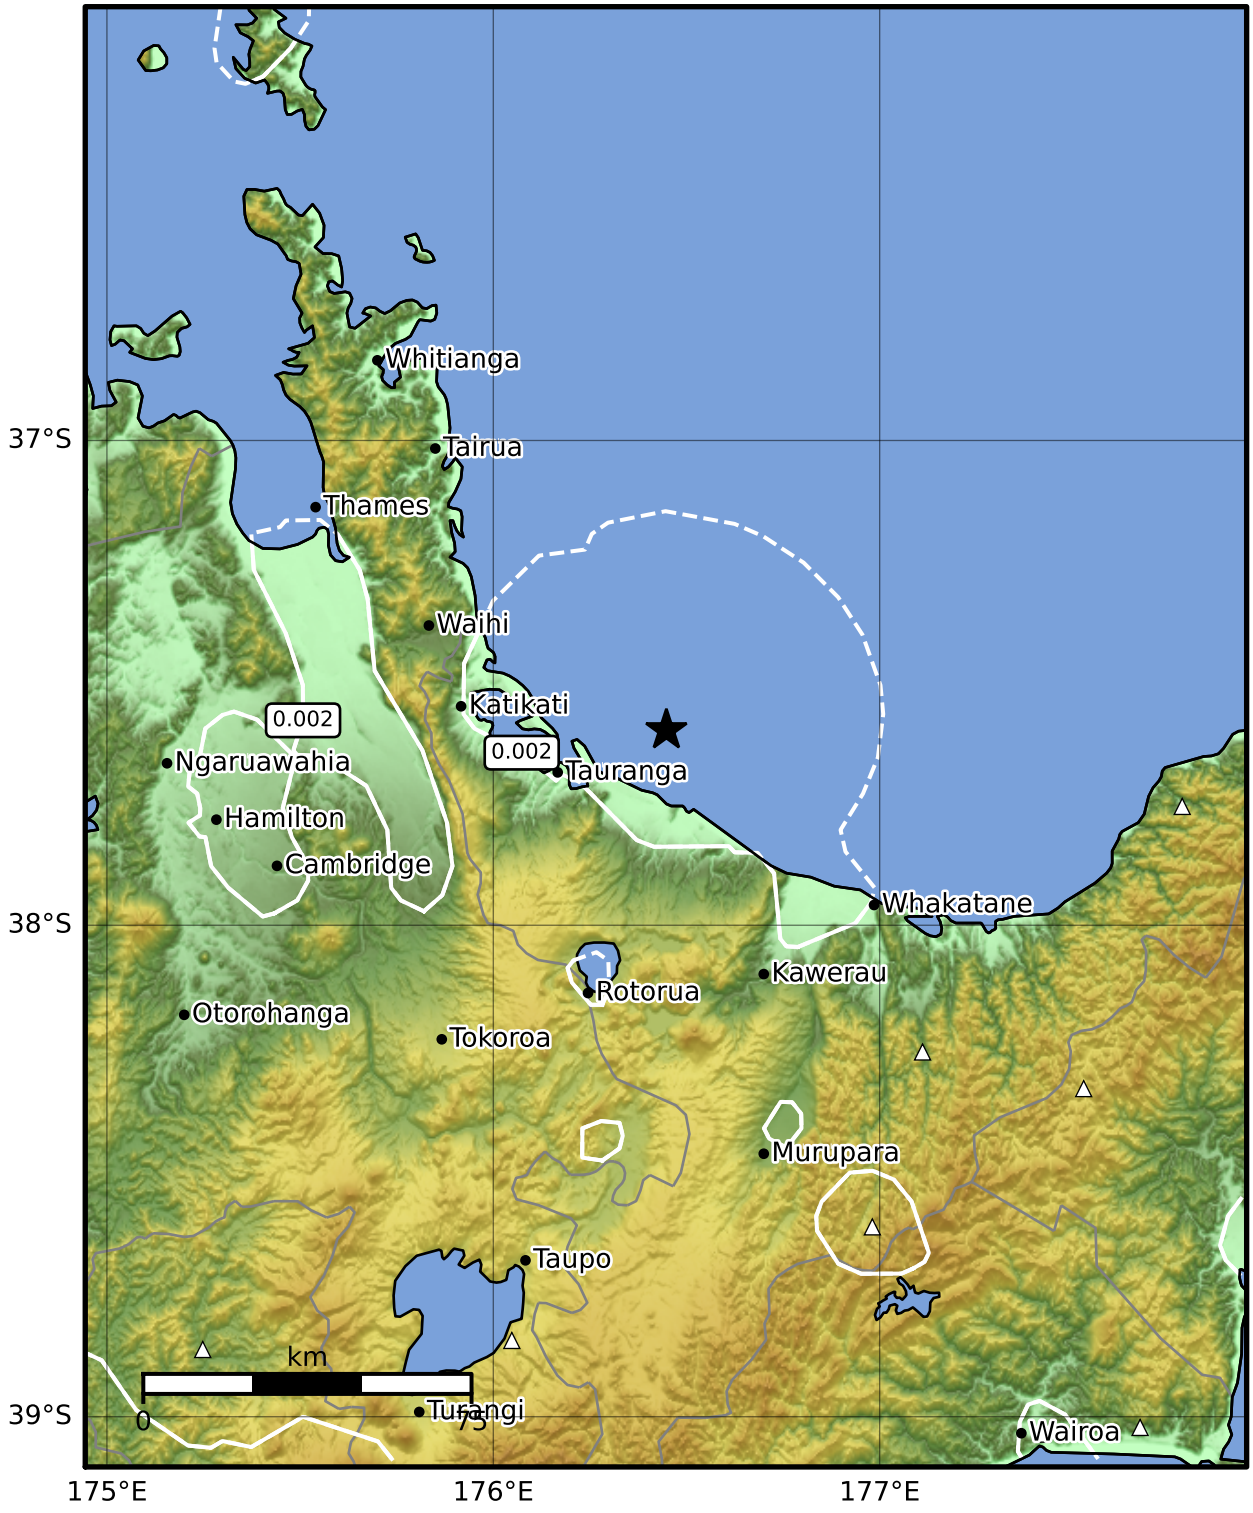 Whitianga
37°S
Tairua
Thames
Waihi
Katikati
0.002
0.002
Ngaruawahia
Tauranga
Hamilton
Cambridge
Whakatane
38°S
Kawerau
Rotorua
Otorohanga
Tokoroa
Murupara
Taupo
km
0
75
Turangi
39°S
Wairoa
175°E
176°E
177°E